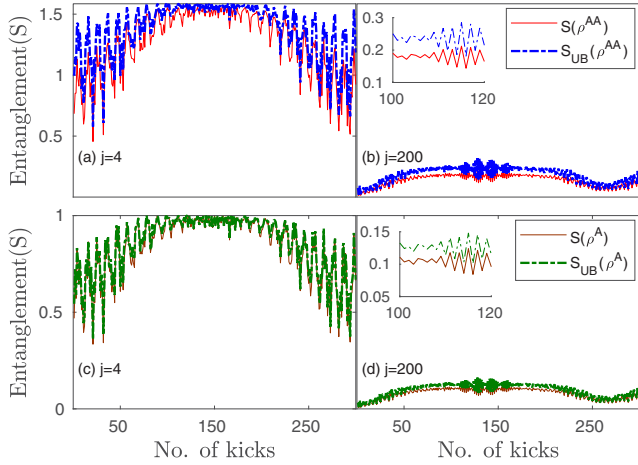 1.5
1
0.5
Entanglement(S)
(a) j=4
0.3
0.2
0.1
100
120
S(ρ^AA)
S_UB(ρ^AA)
(b) j=200
1
0.5
0
Entanglement(S)
(c) j=4
0.15
0.1
0.05
100
120
S(ρ^A)
S_UB(ρ^A)
(d) j=200
50
150
250
50
150
250
No. of kicks
No. of kicks